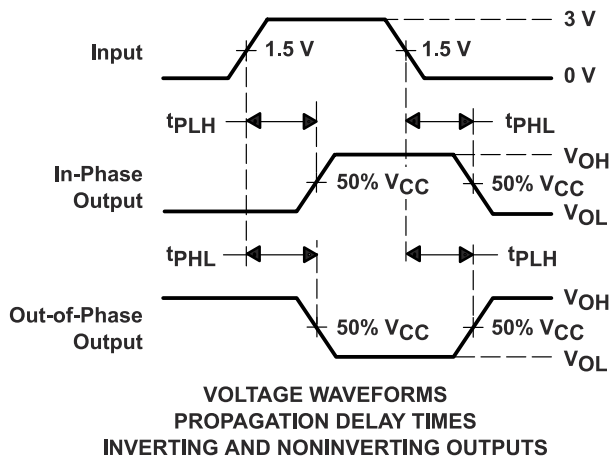 3 V
Input
1.5 V
1.5 V
0 V
tPLH
tPHL
In-Phase
Output
50% VCC
VOH
50% VCC
VOL
tPHL
tPLH
Out-of-Phase
Output
50% VCC
VOH
50% VCC
VOL
VOLTAGE WAVEFORMS
PROPAGATION DELAY TIMES
INVERTING AND NONINVERTING OUTPUTS